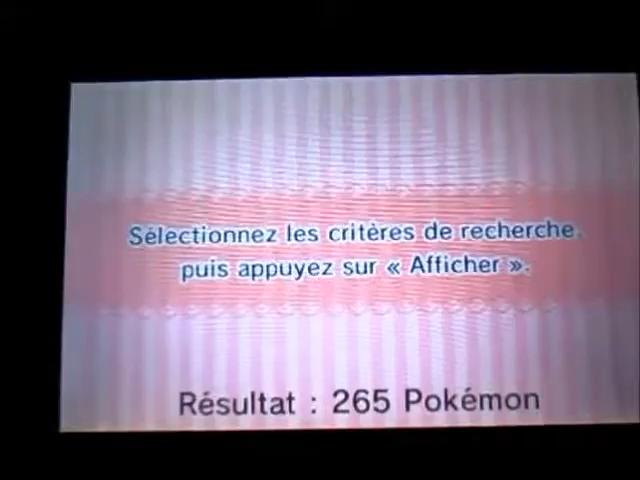 Sélectionnez les critères de recherche,
puis appuyez sur « Afficher ».
Résultat : 265 Pokémon